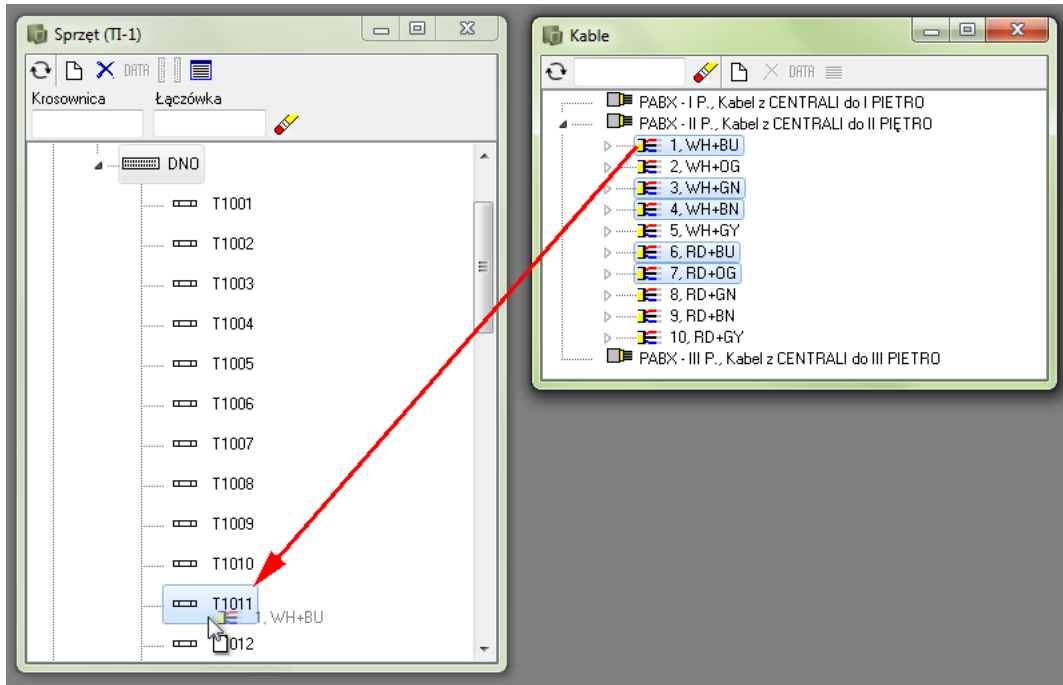 Sprzęt (TI-1)
DATA
Krosownica Łączówka
DNO
T1001
T1002
T1003
T1004
T1005
T1006
T1007
T1008
T1009
T1010
T1011
1, WH+BU
012
Kable
DATA
PABX - I P., Kabel z CENTRALI do I PIETRO
PABX - II P., Kabel z CENTRALI do II PIĘTRO
1, WH+BU
2, WH+OG
3, WH+GN
4, WH+BN
5, WH+GY
6, RD+BU
7, RD+OG
8, RD+GN
9, RD+BN
10, RD+GY
PABX - III P., Kabel z CENTRALI do III PIETRO